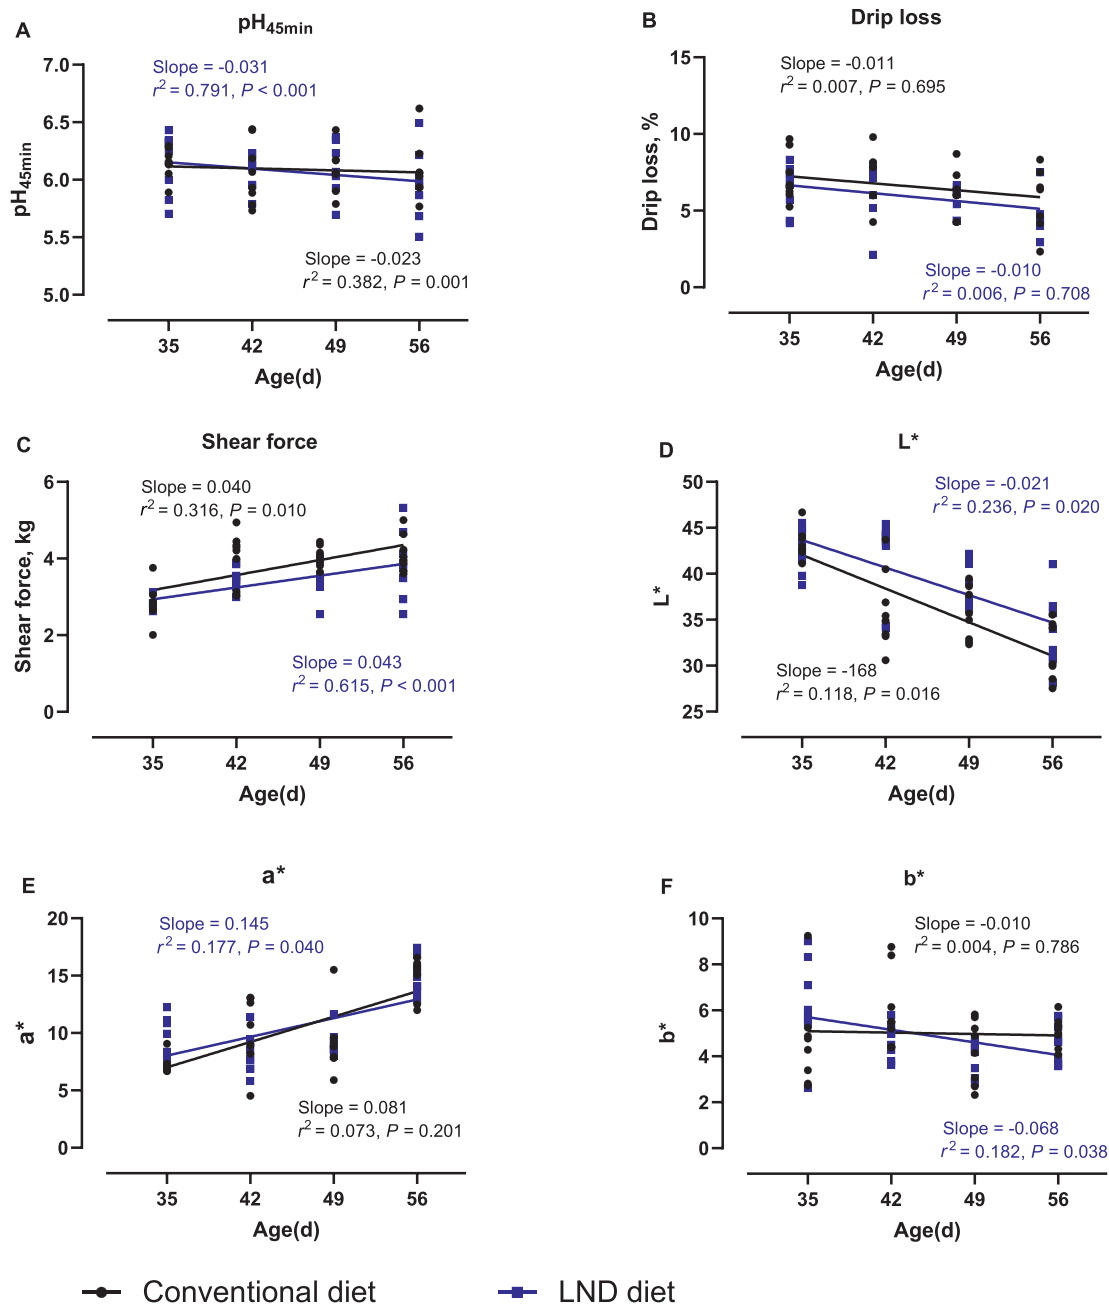 A
pH45min
Slope = -0.031
r2 = 0.791, P < 0.001
7.0
6.5
6.0
5.5
5.0
pH45min
Slope = -0.023
r2 = 0.382, P = 0.001
35 42 49 56
Age(d)
B
Drip loss
Slope = -0.011
r2 = 0.007, P = 0.695
15
10
5
0
Drip loss, %
Slope = -0.010
r2 = 0.006, P = 0.708
35 42 49 56
Age(d)
C
Shear force
Slope = 0.040
r2 = 0.316, P = 0.010
6
4
2
0
Shear force, kg
Slope = 0.043
r2 = 0.615, P < 0.001
35 42 49 56
Age(d)
D
L*
Slope = -0.021
r2 = 0.236, P = 0.020
50
45
40
35
30
25
L*
Slope = -168
r2 = 0.118, P = 0.016
35 42 49 56
Age(d)
E
a*
Slope = 0.145
r2 = 0.177, P = 0.040
20
15
10
5
0
a*
Slope = 0.081
r2 = 0.073, P = 0.201
35 42 49 56
Age(d)
F
b*
Slope = -0.010
r2 = 0.004, P = 0.786
10
8
6
4
2
0
b*
Slope = -0.068
r2 = 0.182, P = 0.038
35 42 49 56
Age(d)
Conventional diet LND diet